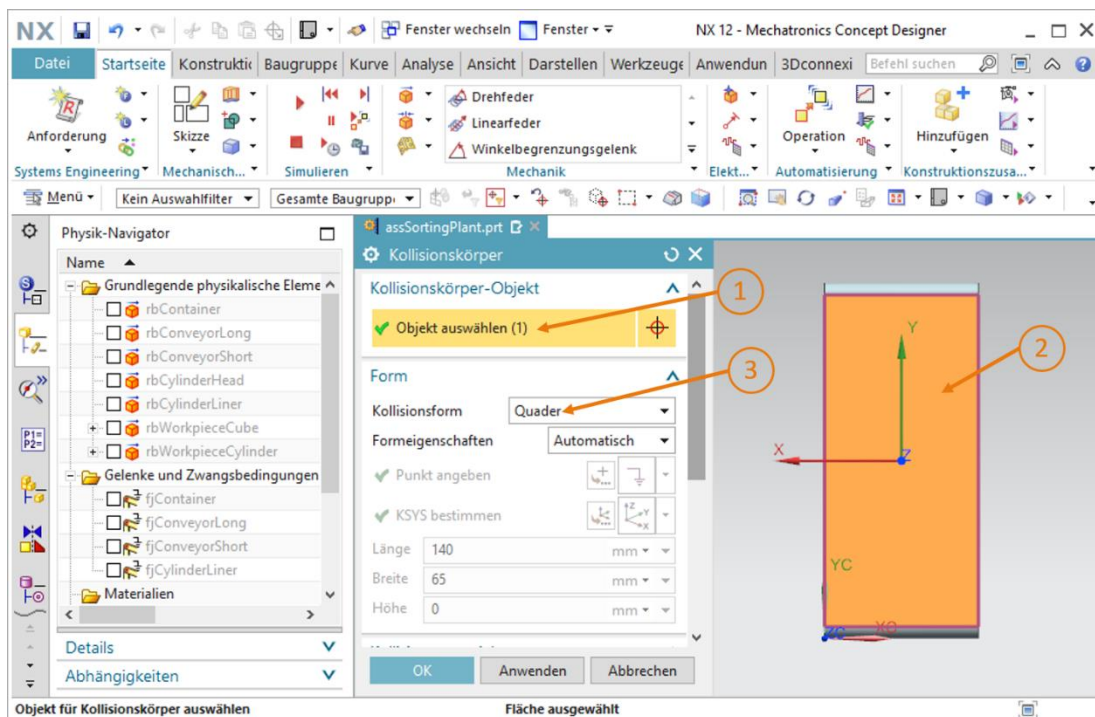 NX Fenster wechseln Fenster NX 12 - Mechatronics Concept Designer
Datei Startseite Konstruktic Baugruppe Kurve Analyse Ansicht Darstellen Werkzeuge Anwendun 3Dconnexi Befehl suchen
Drehfeder
Linearfeder
Winkelbegrenzungsgelenk
Anforderung Skizze Operation Hinzufügen
Systems Engineering Mechanisch... Simulieren Mechanik Elekt... Automatisierung Konstruktionszusa...
Menü Kein Auswahlfilter Gesamte Baugrupp
Physik-Navigator
Name
Grundlegende physikalische Eleme
rbContainer
rbConveyorLong
rbConveyorShort
rbCylinderHead
rbCylinderLiner
rbWorkpieceCube
rbWorkpieceCylinder
Gelenke und Zwangsbedingungen
fjContainer
fjConveyorLong
fjConveyorShort
fjCylinderLiner
Materialien
Details
Abhängigkeiten
P1=
P2=
assSortingPlant.prt
Kollisionskörper
Kollisionskörper-Objekt
Objekt auswählen (1)
Form
Kollisionsform Quader
Formeigenschaften Automatisch
Punkt angeben
KSYS bestimmen
Länge 140 mm
Breite 65 mm
Höhe 0 mm
OK Anwenden Abbrechen
1
2
3
Y
X
Z
YC
ZC XC
Objekt für Kollisionskörper auswählen Fläche ausgewählt